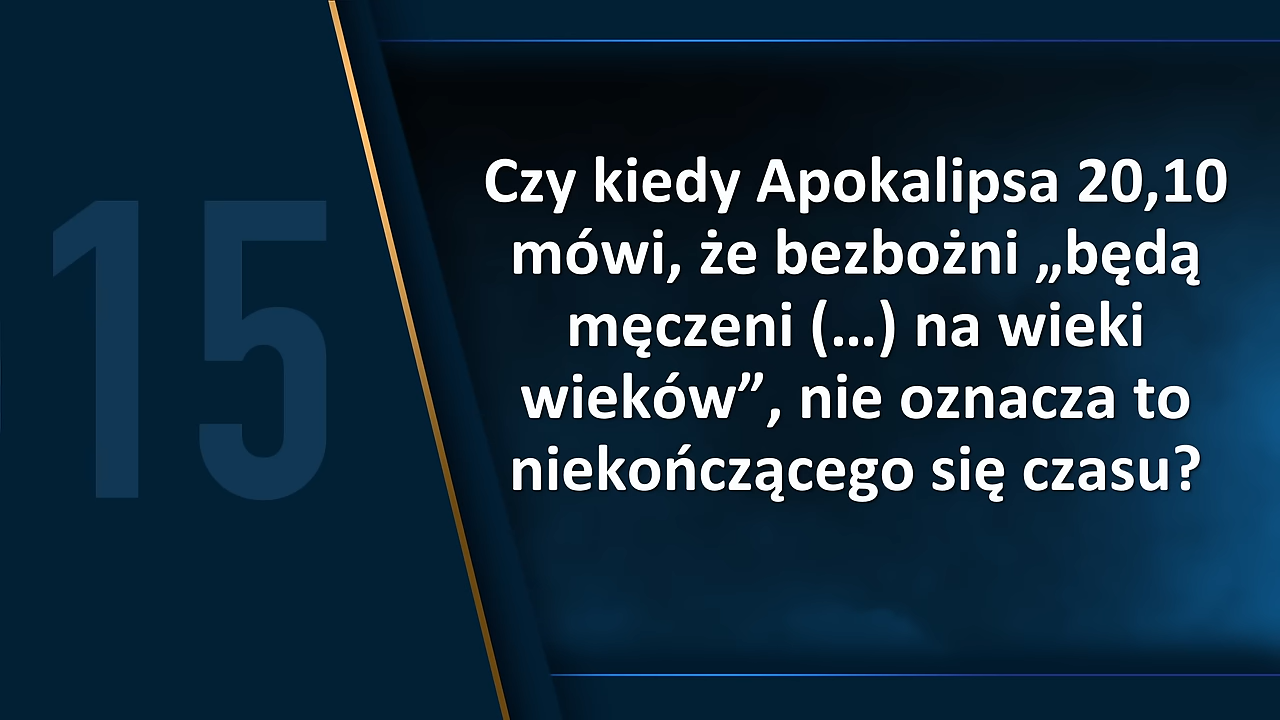 15
Czy kiedy Apokalipsa 20,10
mówi, że bezbożni „będą
męczeni (...) na wieki
wieków”, nie oznacza to
niekończącego się czasu?